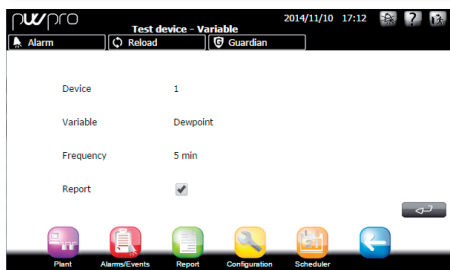 pwpro
Test device - Variable
2014/11/10 17:12
?
Alarm
Reload
G Guardian
Device 1
Variable Dewpoint
Frequency 5 min
Report
Plant Alarms/Events Report Configuration Scheduler